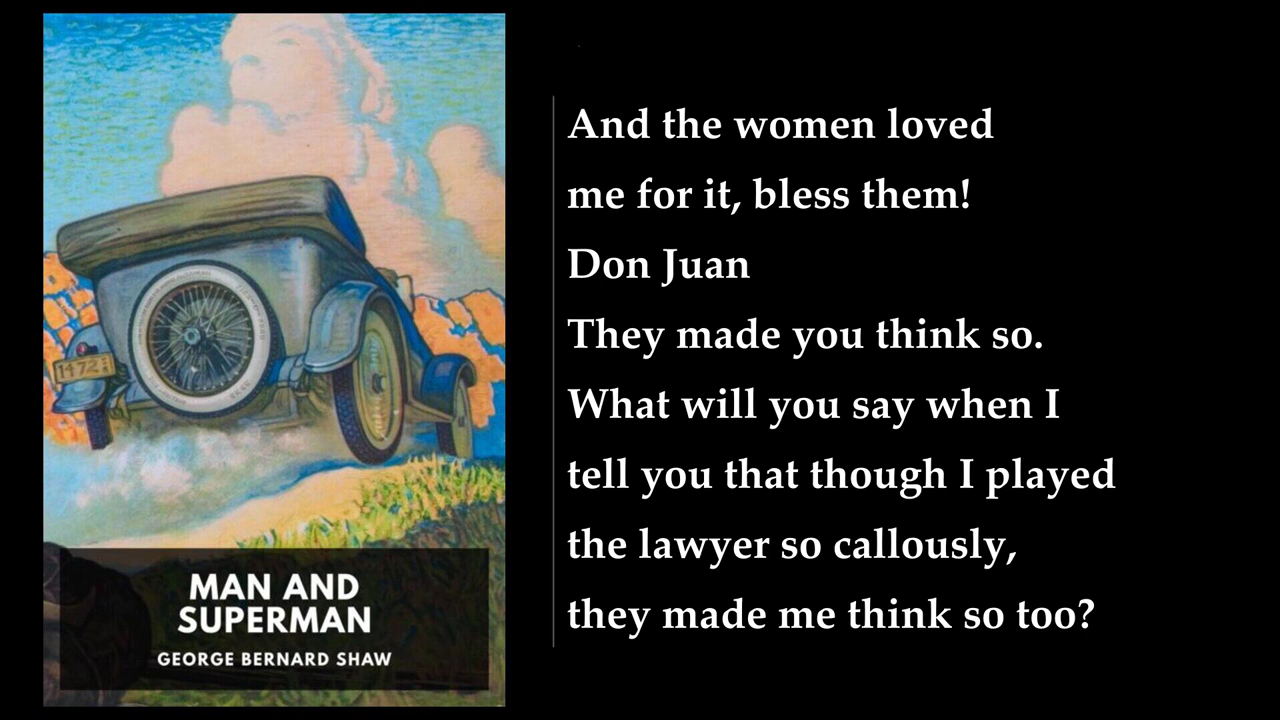 And the women loved
me for it, bless them!
Don Juan
They made you think so.
What will you say when I
tell you that though I played
the lawyer so callously,
they made me think so too?
1472
MAN AND
SUPERMAN
GEORGE BERNARD SHAW